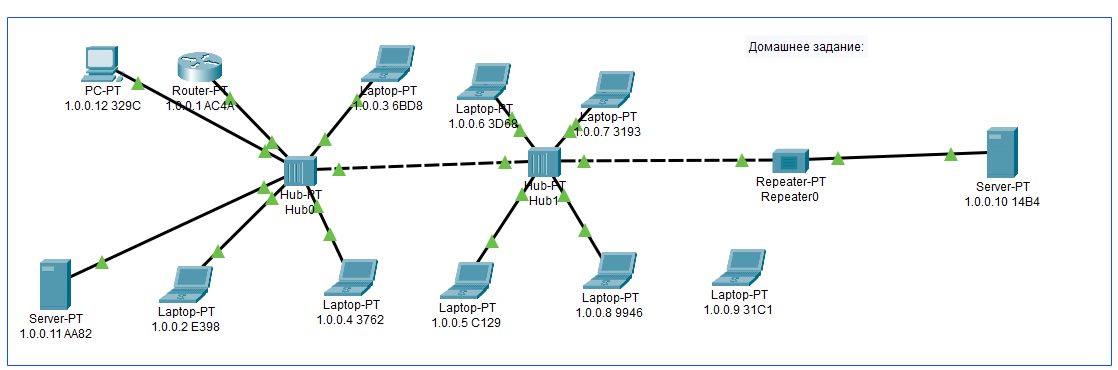 Домашнее задание:
PC-PT
1.0.0.12 329C
Router-PT
1.0.0.1 AC4A
Laptop-PT
1.0.0.3 6BD8
Laptop-PT
1.0.0.6 3D68
Laptop-PT
1.0.0.7 3193
Hub-PT
Hub0
Hub-PT
Hub1
Repeater-PT
Repeater0
Server-PT
1.0.0.10 14B4
Server-PT
1.0.0.11 AA82
Laptop-PT
1.0.0.2 E398
Laptop-PT
1.0.0.4 3762
Laptop-PT
1.0.0.5 C129
Laptop-PT
1.0.0.8 9946
Laptop-PT
1.0.0.9 31C1